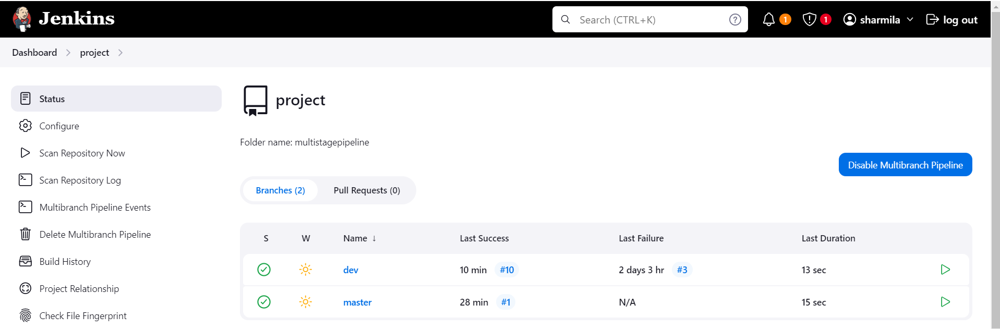 Jenkins
Search (CTRL+K)
?
1
1
sharmila
log out
Dashboard > project >
Status
Configure
Scan Repository Now
Scan Repository Log
Multibranch Pipeline Events
Delete Multibranch Pipeline
Build History
Project Relationship
Check File Fingerprint
project
Folder name: multistagepipeline
Disable Multibranch Pipeline
Branches (2) Pull Requests (0)
S W Name ↓ Last Success Last Failure Last Duration
dev 10 min #10 2 days 3 hr #3 13 sec
master 28 min #1 N/A 15 sec